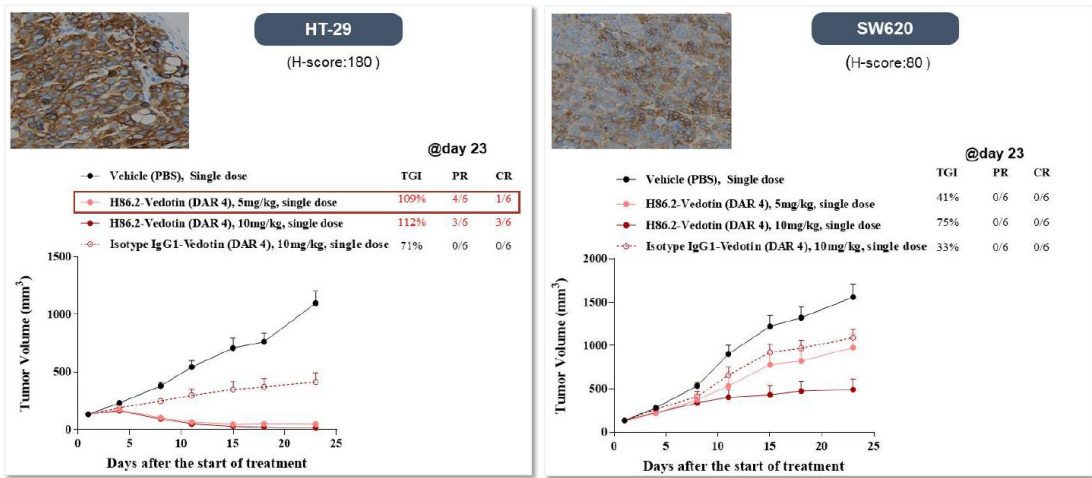 HT-29
(H-score:180 )
@day 23
TGI PR CR
Vehicle (PBS), Single dose
H86.2-Vedotin (DAR 4), 5mg/kg, single dose 109% 4/6 1/6
H86.2-Vedotin (DAR 4), 10mg/kg, single dose 112% 3/6 3/6
Isotype IgG1-Vedotin (DAR 4), 10mg/kg, single dose 71% 0/6 0/6
1500
1000
500
0
Tumor Volume (mm³)
0 5 10 15 20 25
Days after the start of treatment
SW620
(H-score:80 )
@day 23
TGI PR CR
Vehicle (PBS), Single dose
41% 0/6 0/6
H86.2-Vedotin (DAR 4), 5mg/kg, single dose
H86.2-Vedotin (DAR 4), 10mg/kg, single dose 75% 0/6 0/6
Isotype IgG1-Vedotin (DAR 4), 10mg/kg, single dose 33% 0/6 0/6
2000
1500
1000
500
0
Tumor Volume (mm³)
0 5 10 15 20 25
Days after the start of treatment